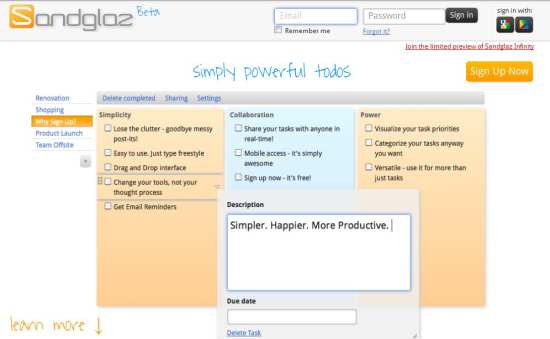 Sandglaz Beta
Email
Password
Sign in
sign in with:
Remember me
Forgot it?
Join the limited preview of Sandglaz Infinity
simply powerful todos
Sign Up Now
Renovation
Shopping
Why Sign Up?
Product Launch
Team Offsite
+
Delete completed Sharing Settings
Simplicity
Lose the clutter - goodbye messy
post-its!
Easy to use. Just type freestyle
Drag and Drop interface
Change your tools, not your
thought process
Get Email Reminders
Collaboration
Share your tasks with anyone in
real-time!
Mobile access - it's simply
awesome
Sign up now - it's free!
Power
Visualize your task priorities
Categorize your tasks anyway
you want
Versatile - use it for more than
just tasks
Description
Simpler. Happier. More Productive.
Due date
Delete Task
learn more ↓